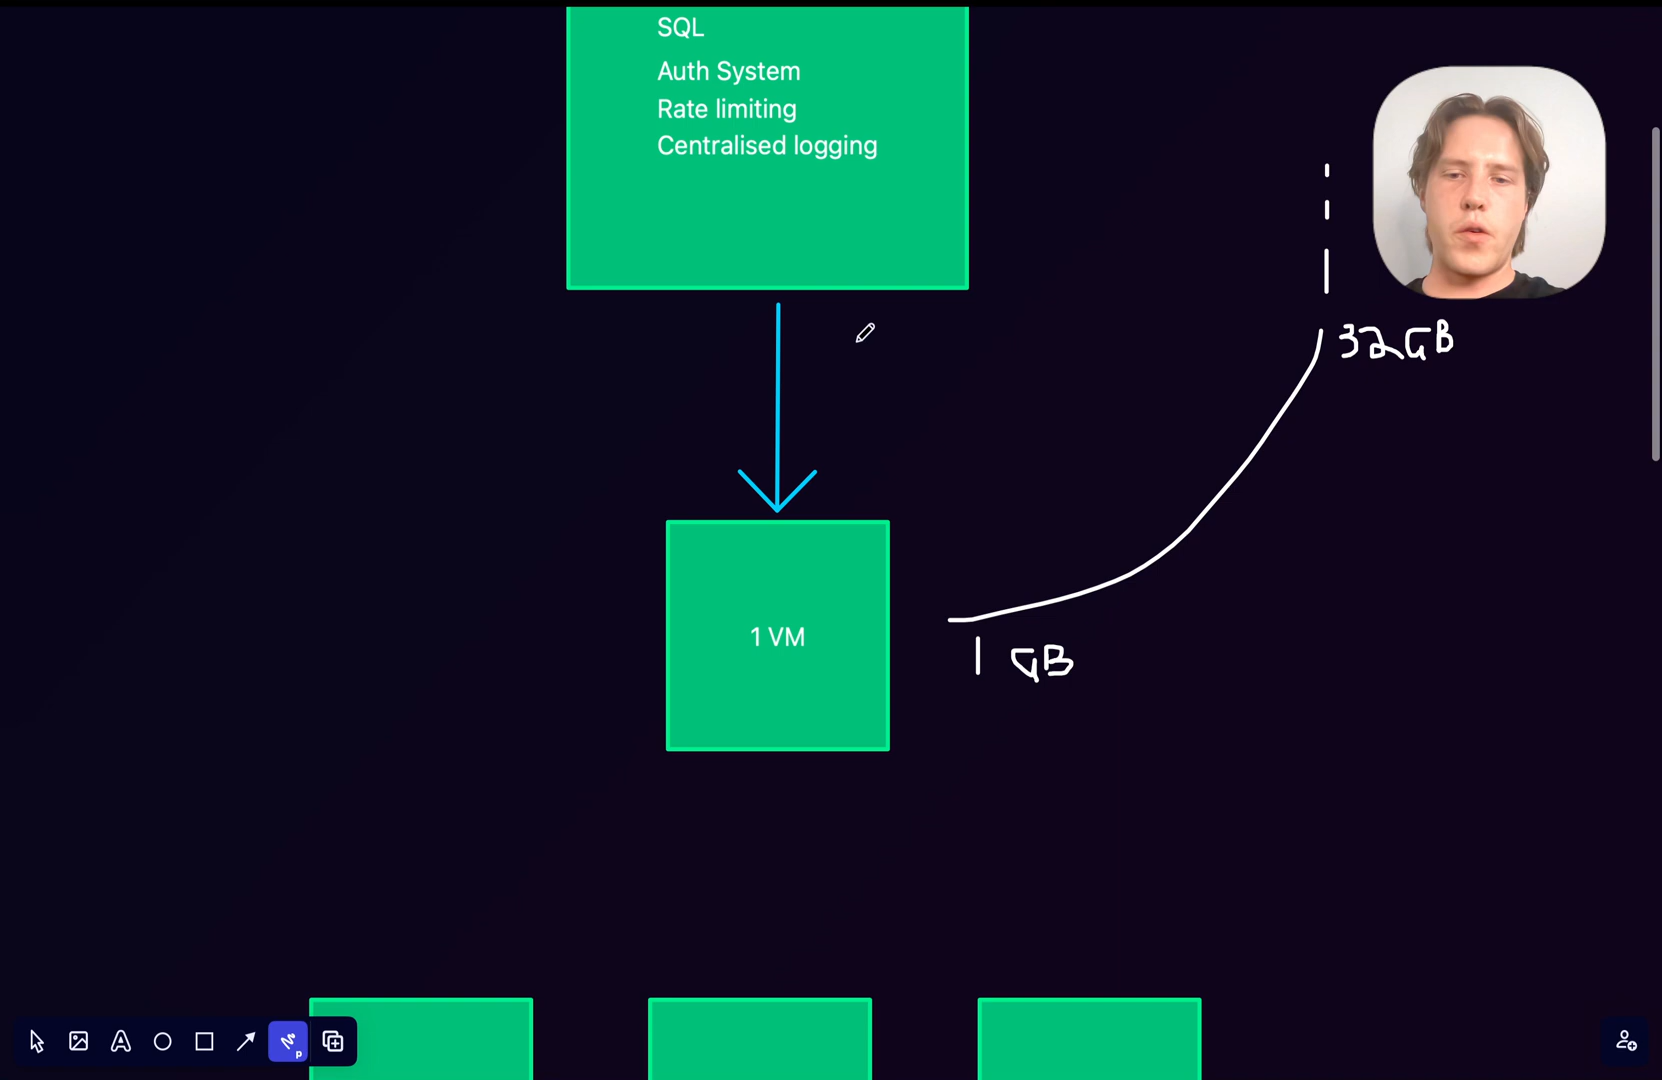 SQL
Auth System
Rate limiting
Centralised logging
32GB
1 VM
1 GB
p